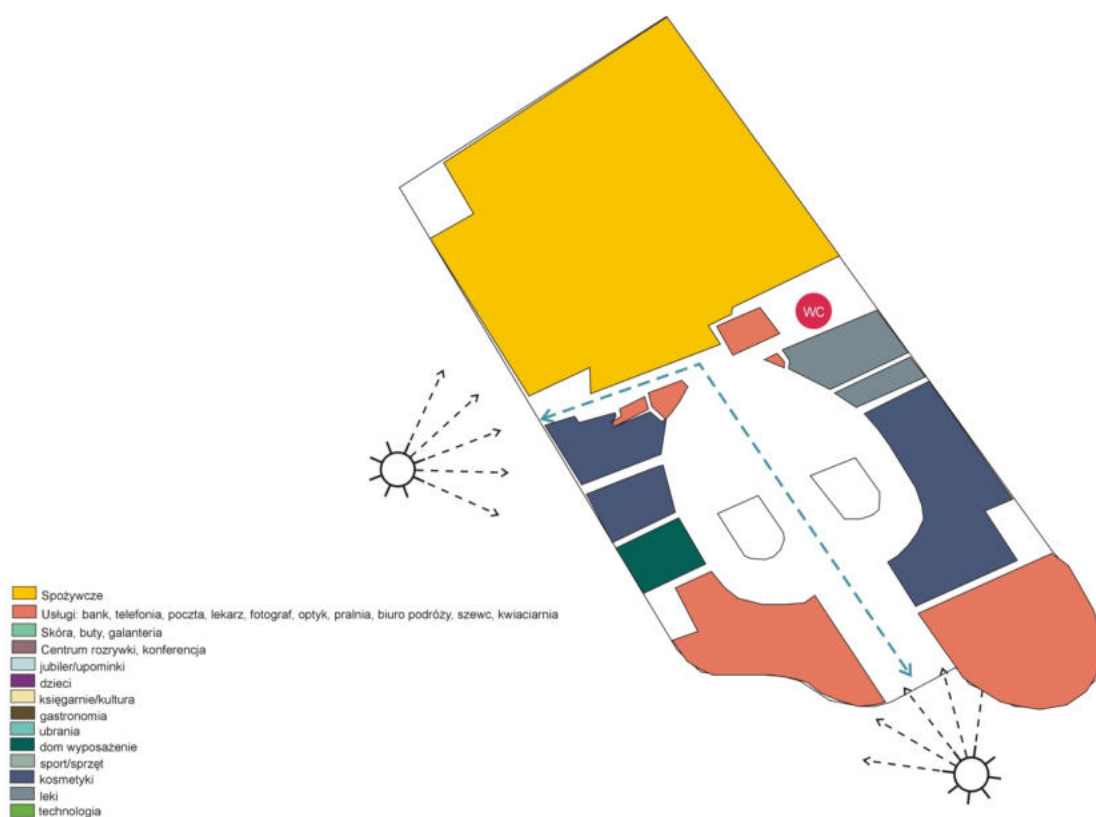 WC
Spożywcze
Usługi: bank, telefonia, poczta, lekarz, fotograf, optyk, pralnia, biuro podróży, szewc, kwiaciarnia
Skóra, buty, galanteria
Centrum rozrywki, konferencja
jubiler/upominki
dzieci
księgarnie/kultura
gastronomia
ubrania
dom wyposażenie
sport/sprzęt
kosmetyki
leki
technologia